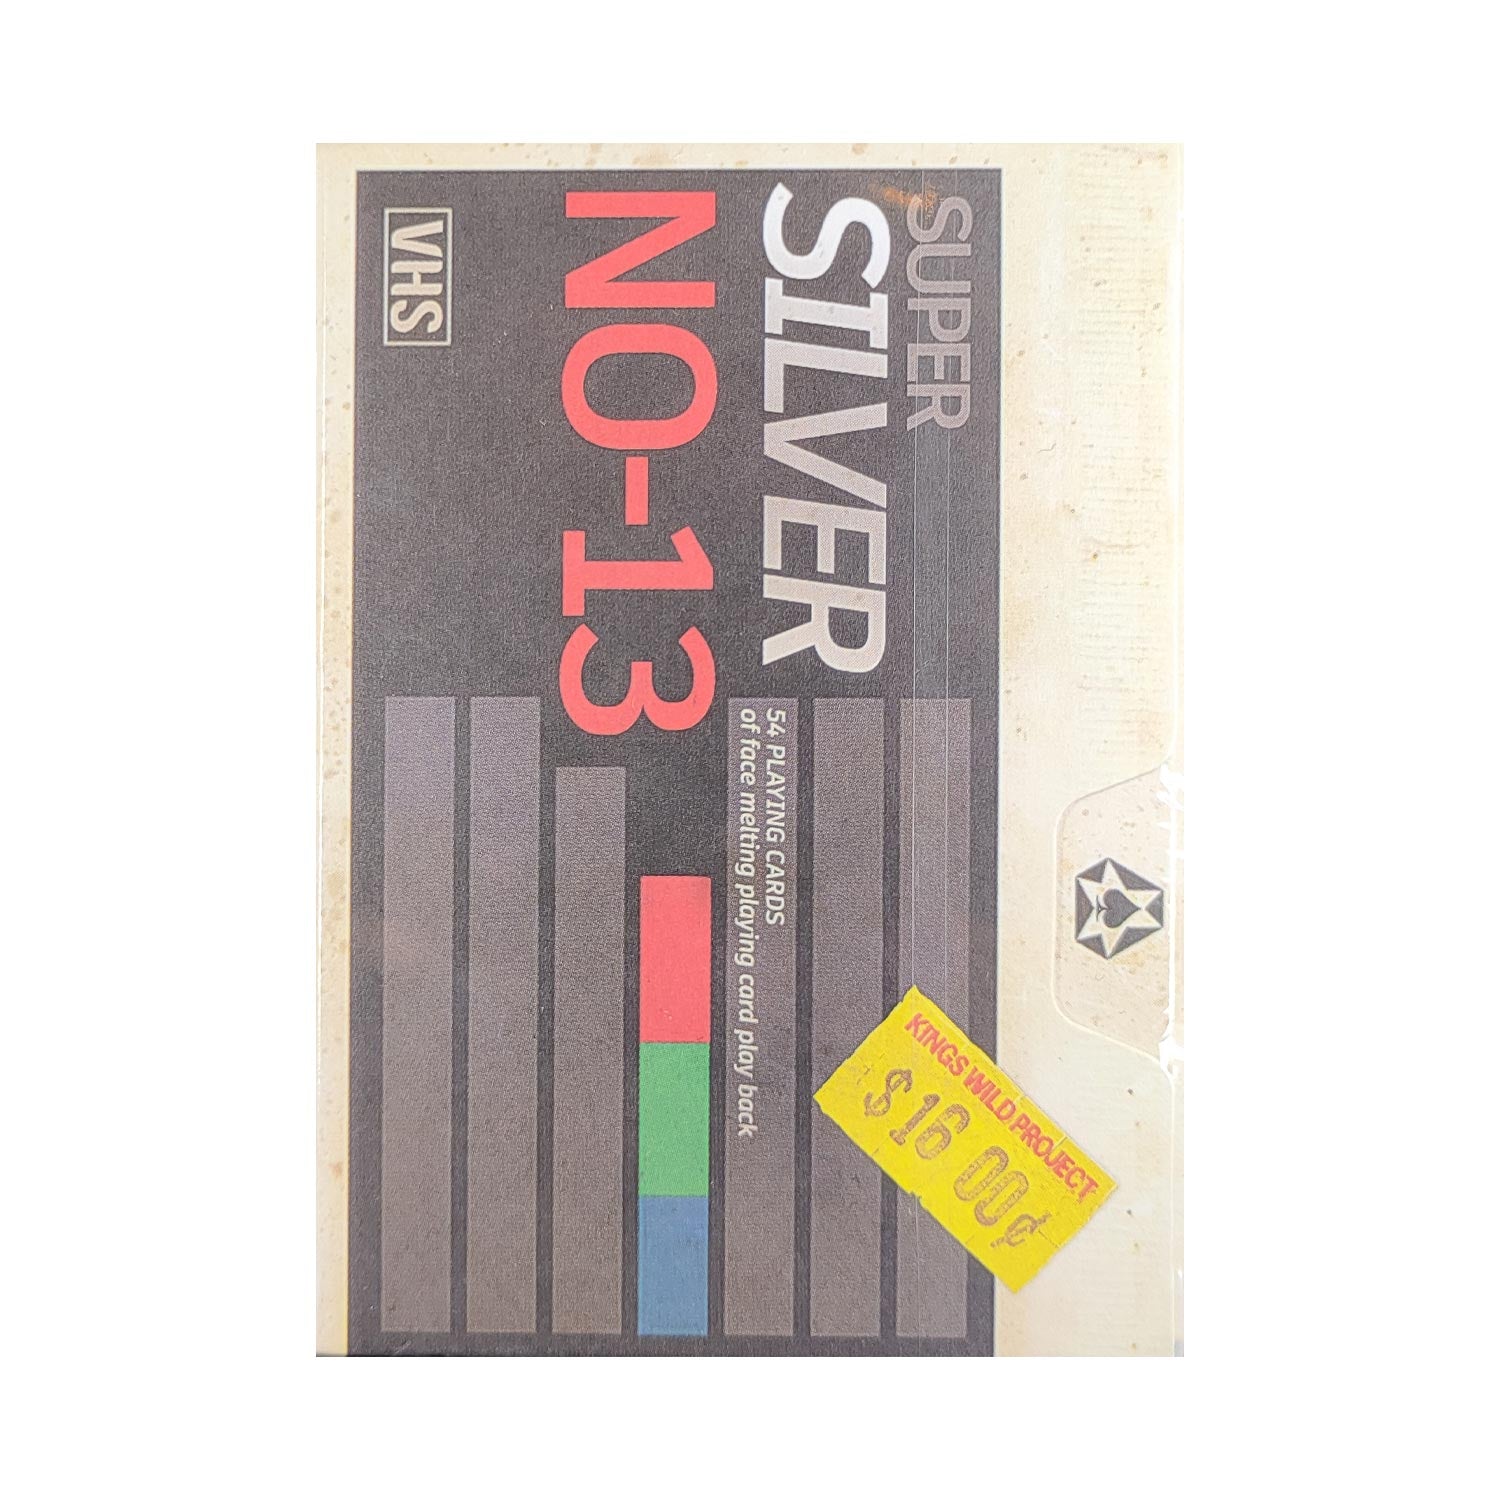 SUPER
SILVER
NO-13
VHS
54 PLAYING CARDS
of face melting playing card play back
KINGS WILD PROJECT
$16 00¢